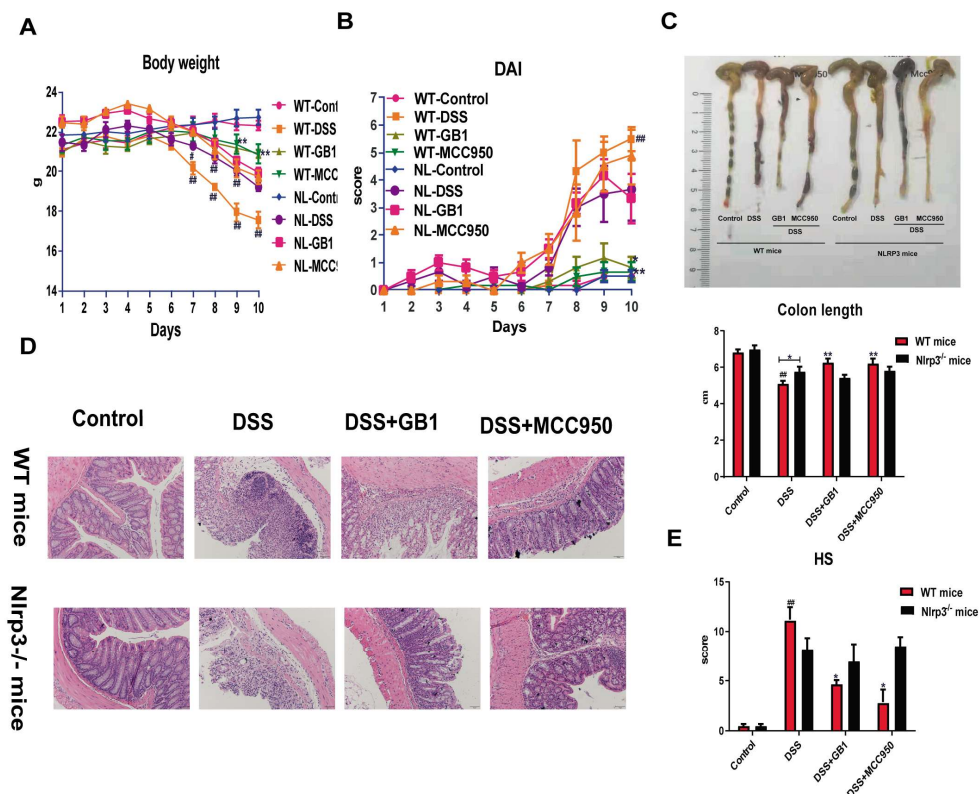 A
Body weight
24
22
20
18
16
14
g
1 2 3 4 5 6 7 8 9 10
Days
#
##
##
##
##
##
##
**
**
WT-Cont
WT-DSS
WT-GB1
WT-MCC
NL-Cont
NL-DSS
NL-GB1
NL-MCC
B
DAI
7
6
5
4
3
2
1
0
score
1 2 3 4 5 6 7 8 9 10
Days
WT-Control
WT-DSS
WT-GB1
WT-MCC950
NL-Control
NL-DSS
NL-GB1
NL-MCC950
##
*
**
C
Control DSS GB1 MCC950 Control DSS GB1 MCC950
DSS DSS
WT mice NLRP3 mice
Colon length
8
6
4
2
0
cm
## * ** **
WT mice
Nlrp3-/- mice
Control DSS DSS+GB1 DSS+MCC950
D
Control DSS DSS+GB1 DSS+MCC950
WT mice
Nlrp3-/- mice
E
HS
15
10
5
0
score
## * *
WT mice
Nlrp3-/- mice
Control DSS DSS+GB1 DSS+MCC950